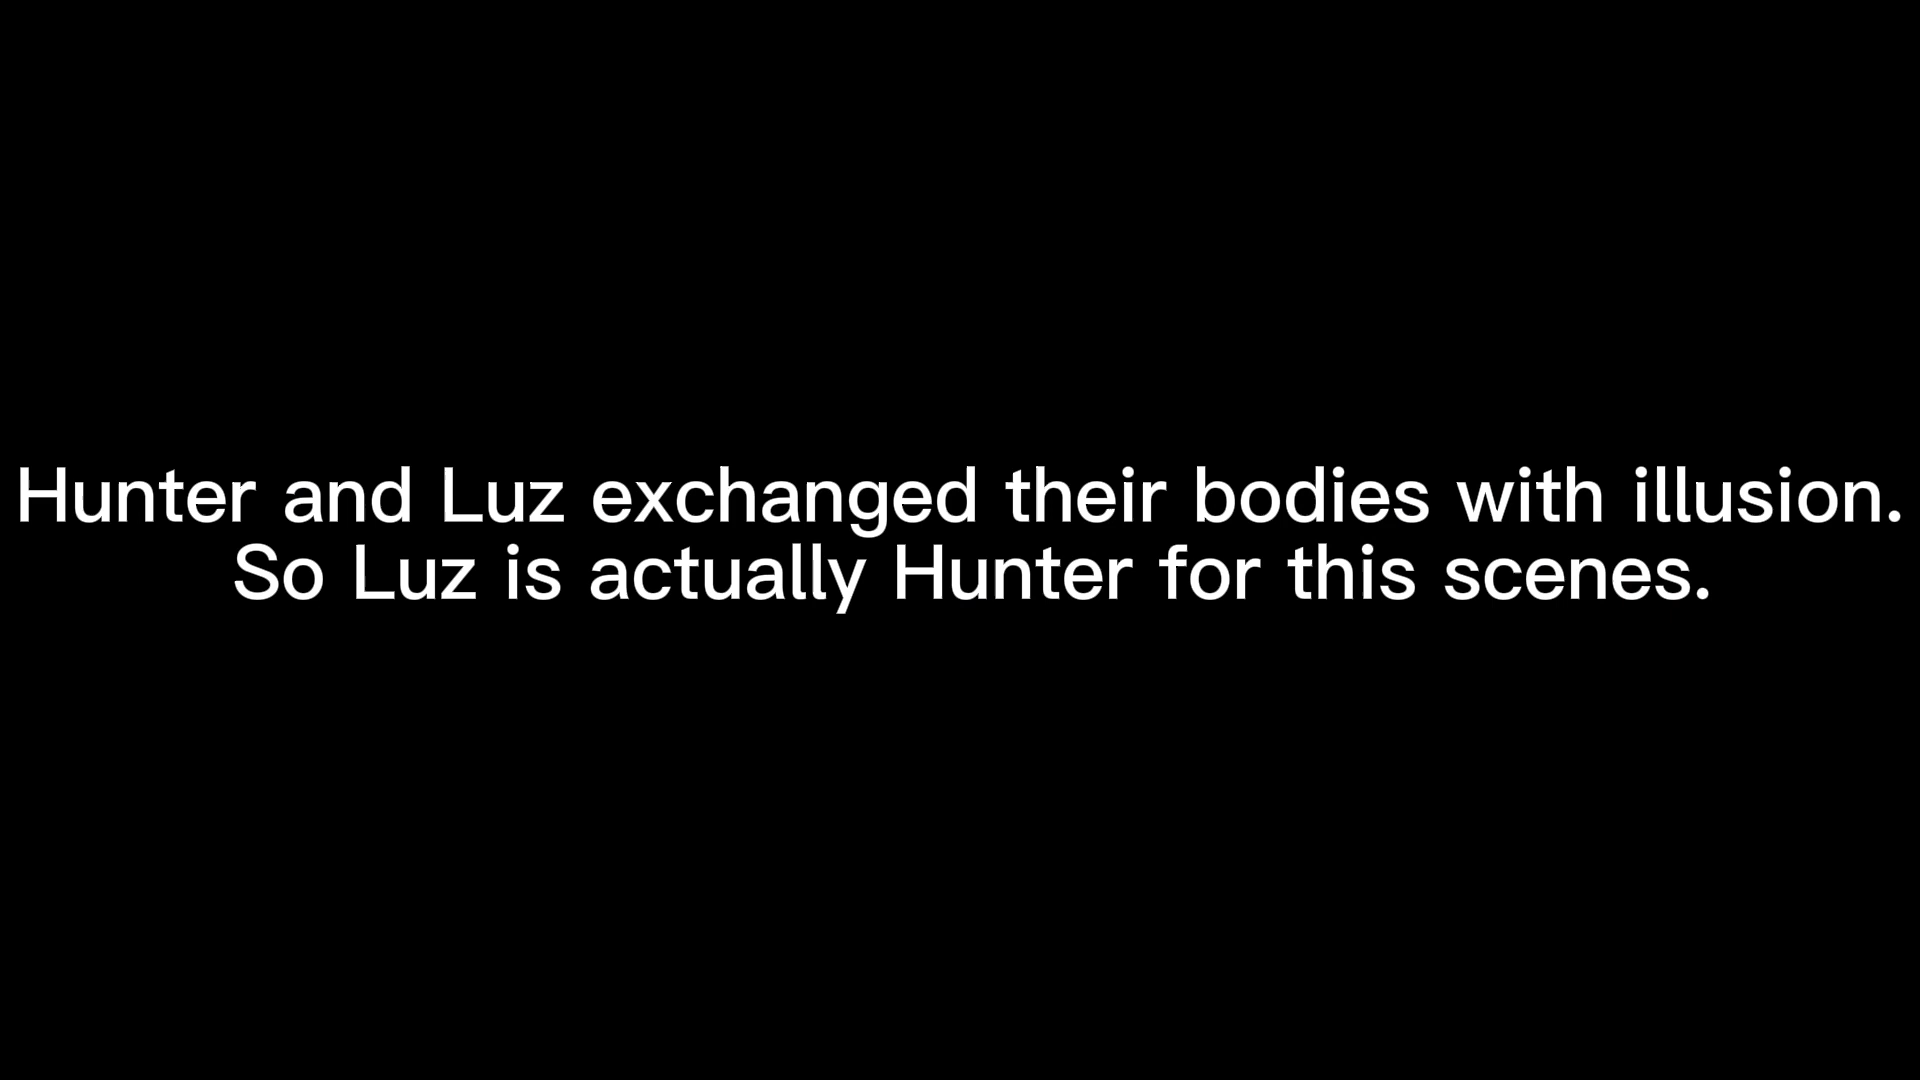 Hunter and Luz exchanged their bodies with illusion.
So Luz is actually Hunter for this scenes.